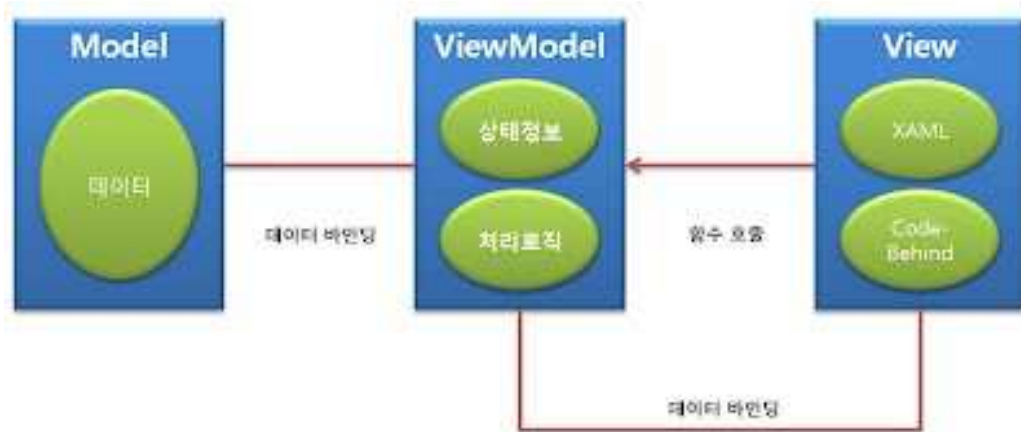 Model
데이터
데이터 바인딩
ViewModel
상태정보
처리로직
함수 호출
View
XAML
Code-
Behind
데이터 바인딩